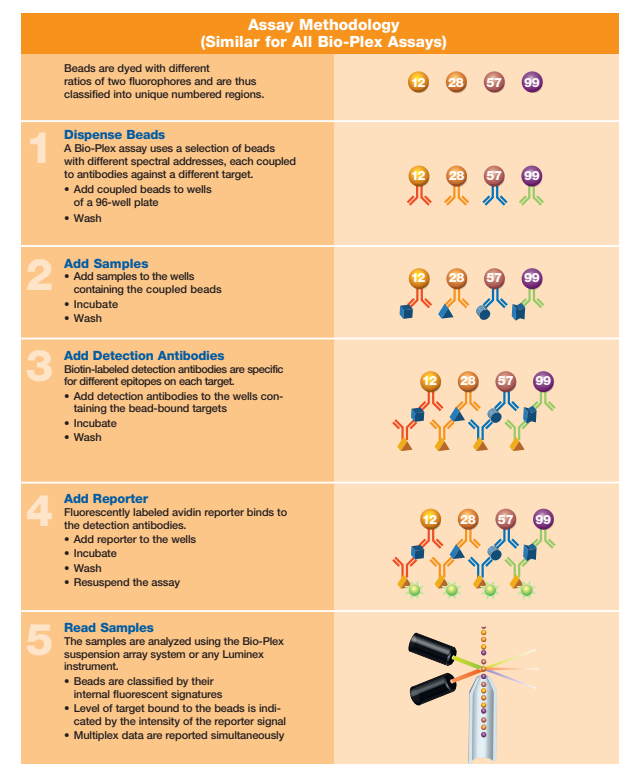 Assay Methodology
(Similar for All Bio-Plex Assays)
Beads are dyed with different
ratios of two fluorophores and are thus
classified into unique numbered regions.
12 28 57 99
1
Dispense Beads
A Bio-Plex assay uses a selection of beads
with different spectral addresses, each coupled
to antibodies against a different target.
• Add coupled beads to wells
of a 96-well plate
• Wash
12 28 57 99
2
Add Samples
• Add samples to the wells
containing the coupled beads
• Incubate
• Wash
12 28 57 99
3
Add Detection Antibodies
Biotin-labeled detection antibodies are specific
for different epitopes on each target.
• Add detection antibodies to the wells con-
taining the bead-bound targets
• Incubate
• Wash
12 28 57 99
4
Add Reporter
Fluorescently labeled avidin reporter binds to
the detection antibodies.
• Add reporter to the wells
• Incubate
• Wash
• Resuspend the assay
12 28 57 99
5
Read Samples
The samples are analyzed using the Bio-Plex
suspension array system or any Luminex
instrument.
• Beads are classified by their
internal fluorescent signatures
• Level of target bound to the beads is indi-
cated by the intensity of the reporter signal
• Multiplex data are reported simultaneously